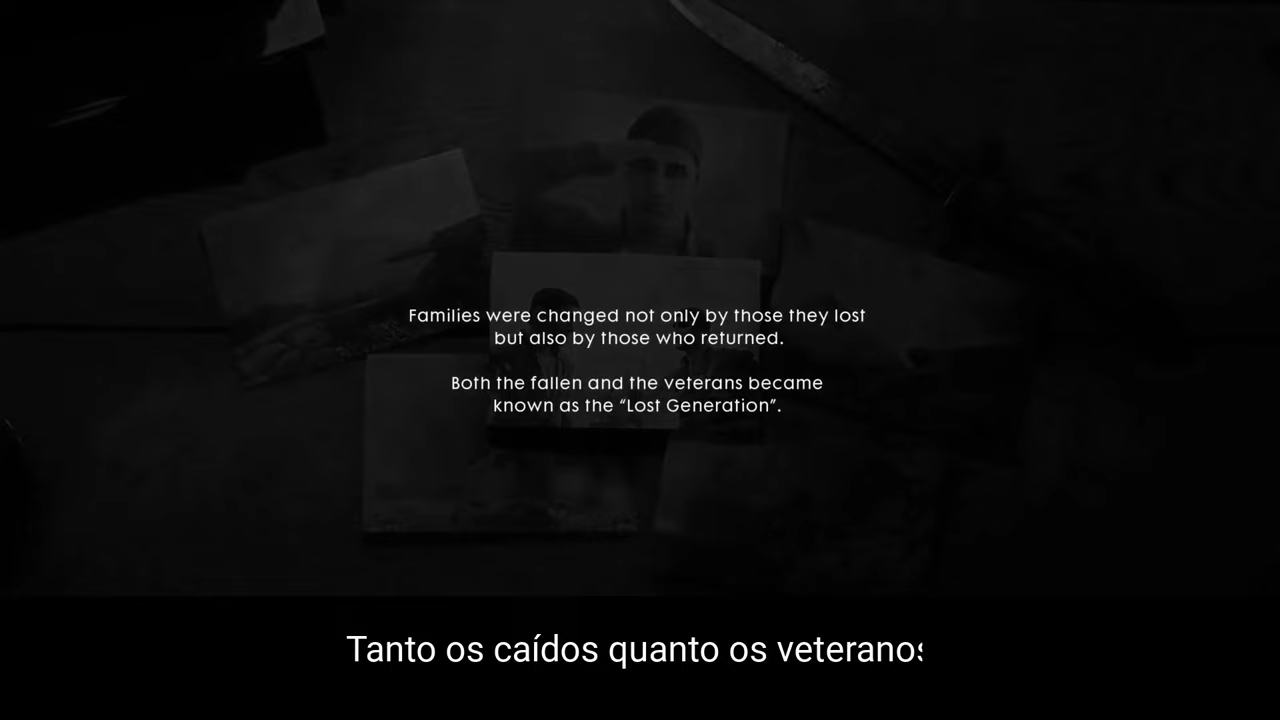 Families were changed not only by those they lost
but also by those who returned.
Both the fallen and the veterans became
known as the “Lost Generation”.
Tanto os caídos quanto os veteranos